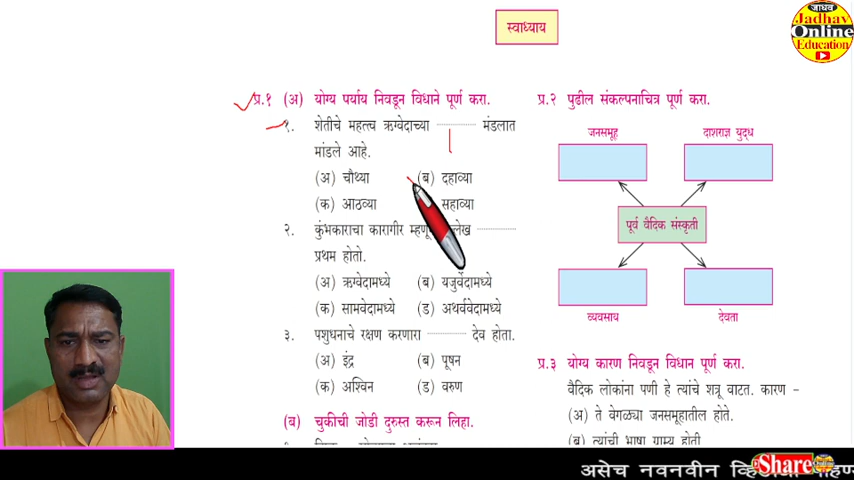 स्वाध्याय
जाधव
Jadhav
Online
Education
प्र.१ (अ) योग्य पर्याय निवडून विधाने पूर्ण करा.
१. शेतीचे महत्त्व ऋग्वेदाच्या ............ मंडलात
मांडले आहे.
(अ) चौथ्या (ब) दहाव्या
(क) आठव्या सहाव्या
२. कुंभकाराचा कारागीर ............
प्रथम होतो.
(अ) ऋग्वेदामध्ये (ब) यजुर्वेदामध्ये
(क) सामवेदामध्ये (ड) अथर्ववेदामध्ये
३. पशुधनाचे रक्षण करणारा ............ देव होता.
(अ) इंद्र (ब) पूषन
(क) अश्विन (ड) वरुण
(ब) चुकीची जोडी दुरुस्त करून लिहा.
प्र.२ पुढील संकल्पनाचित्र पूर्ण करा.
जनसमूह दाशराज्ञ युद्ध
पूर्व वैदिक संस्कृती
व्यवसाय देवता
प्र.३ योग्य कारण निवडून विधान पूर्ण करा.
वैदिक लोकांना पणी हे त्यांचे शत्रू वाटत. कारण -
(अ) ते वेगळ्या जनसमूहातील होते.
(ब) त्यांची भाषा ग्राम्य होती
असेच नवनवीन
Share